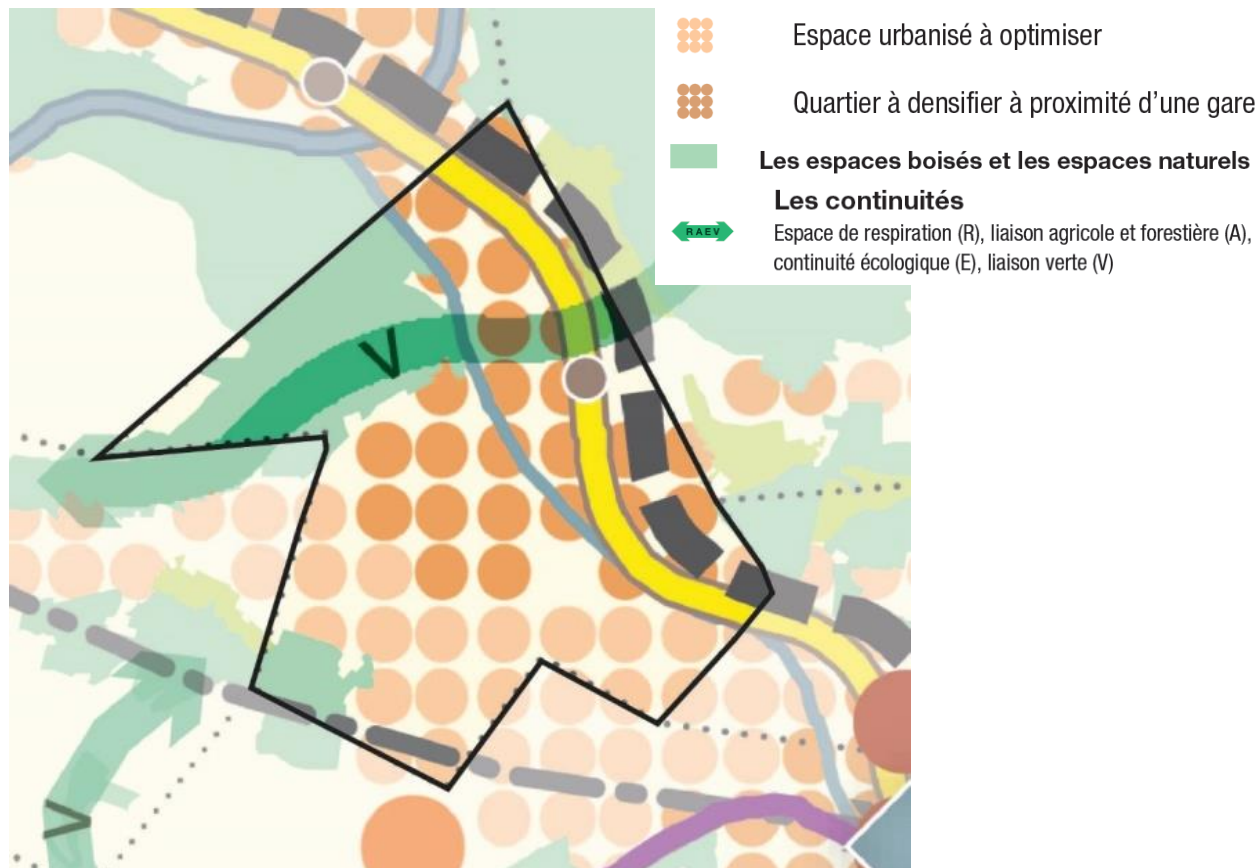 Espace urbanisé à optimiser
Quartier à densifier à proximité d'une gare
Les espaces boisés et les espaces naturels
Les continuités
RAEV
Espace de respiration (R), liaison agricole et forestière (A),
continuité écologique (E), liaison verte (V)
V
V